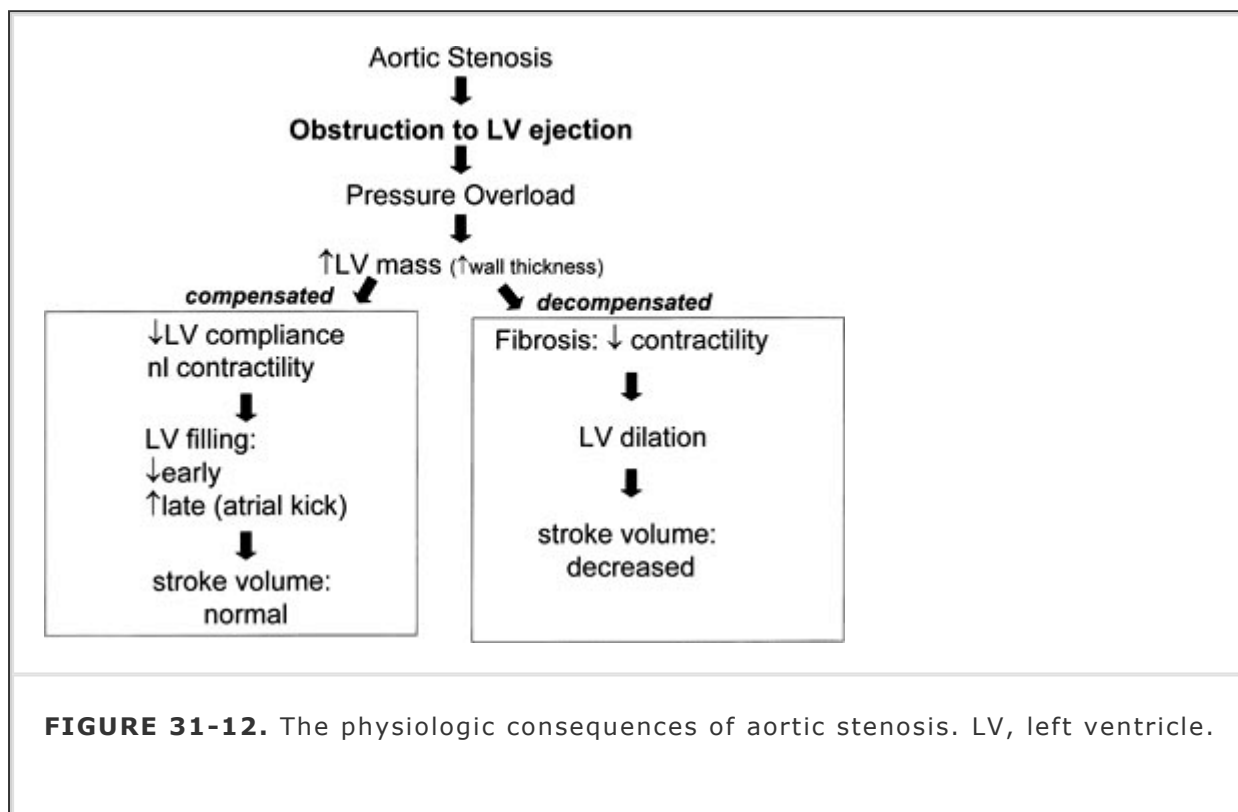 Aortic Stenosis
Obstruction to LV ejection
Pressure Overload
↑LV mass (↑wall thickness)
compensated
↓LV compliance
nl contractility
LV filling:
↓early
↑late (atrial kick)
stroke volume:
normal
decompensated
Fibrosis: ↓ contractility
LV dilation
stroke volume:
decreased
FIGURE 31-12. The physiologic consequences of aortic stenosis. LV, left ventricle.